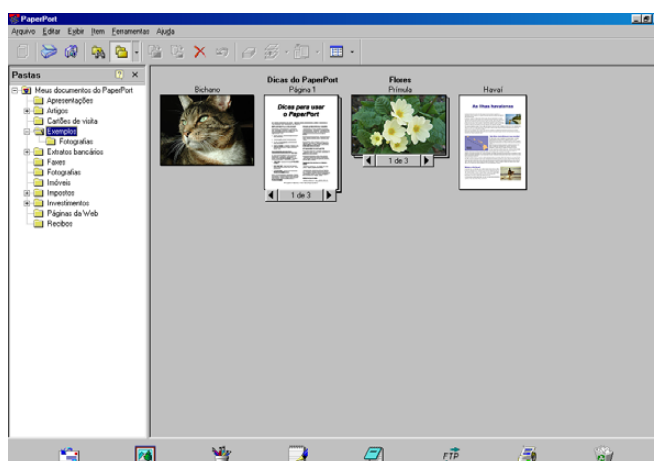 PaperPort
Arquivo Editar Exibir Item Ferramentas Ajuda
Pastas
Meus documentos do PaperPort
Apresentações
Artigos
Cartões de visita
Exemplos
Fotografias
Extratos bancários
Faxes
Fotografias
Imóveis
Impostos
Investimentos
Páginas da Web
Recibos
Bichano
Dicas do PaperPort
Página 1
Dicas para usar
o PaperPort
1 de 3
Flores
Prímula
1 de 3
Havaí
As ilhas havaianas
FTP